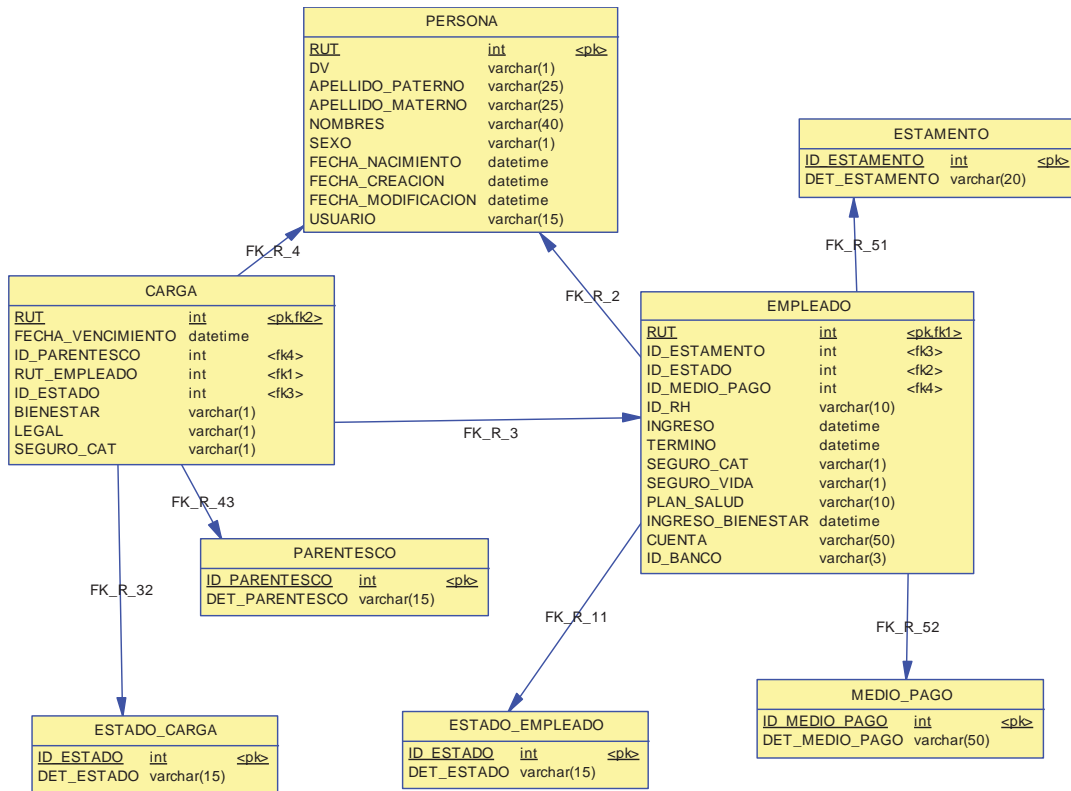 PERSONA
RUT int <pk>
DV varchar(1)
APELLIDO_PATERNO varchar(25)
APELLIDO_MATERNO varchar(25)
NOMBRES varchar(40)
SEXO varchar(1)
FECHA_NACIMIENTO datetime
FECHA_CREACION datetime
FECHA_MODIFICACION datetime
USUARIO varchar(15)
ESTAMENTO
ID_ESTAMENTO int <pk>
DET_ESTAMENTO varchar(20)
FK_R_4
FK_R_51
FK_R_2
CARGA
RUT int <pk,fk2>
FECHA_VENCIMIENTO datetime
ID_PARENTESCO int <fk4>
RUT_EMPLEADO int <fk1>
ID_ESTADO int <fk3>
BIENESTAR varchar(1)
LEGAL varchar(1)
SEGURO_CAT varchar(1)
EMPLEADO
RUT int <pk,fk1>
ID_ESTAMENTO int <fk3>
ID_ESTADO int <fk2>
ID_MEDIO_PAGO int <fk4>
ID_RH varchar(10)
INGRESO datetime
TERMINO datetime
SEGURO_CAT varchar(1)
SEGURO_VIDA varchar(1)
PLAN_SALUD varchar(10)
INGRESO_BIENESTAR datetime
CUENTA varchar(50)
ID_BANCO varchar(3)
FK_R_3
FK_R_43
PARENTESCO
ID_PARENTESCO int <pk>
DET_PARENTESCO varchar(15)
FK_R_32
FK_R_11
FK_R_52
ESTADO_CARGA
ID_ESTADO int <pk>
DET_ESTADO varchar(15)
ESTADO_EMPLEADO
ID_ESTADO int <pk>
DET_ESTADO varchar(15)
MEDIO_PAGO
ID_MEDIO_PAGO int <pk>
DET_MEDIO_PAGO varchar(50)